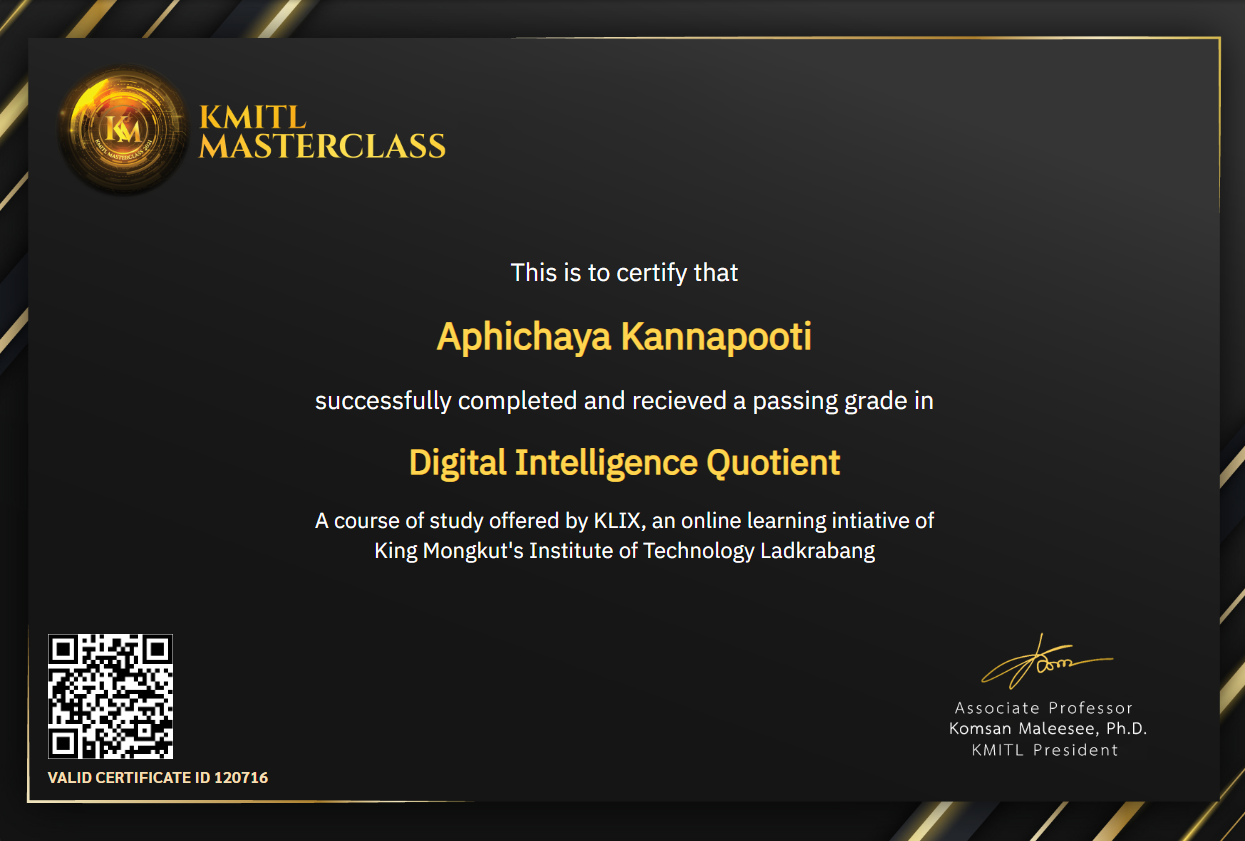 KM
KMITL MASTERCLASS 2021
KMITL
MASTERCLASS
This is to certify that
Aphichaya Kannapooti
successfully completed and recieved a passing grade in
Digital Intelligence Quotient
A course of study offered by KLIX, an online learning intiative of
King Mongkut's Institute of Technology Ladkrabang
Associate Professor
Komsan Maleesee, Ph.D.
KMITL President
VALID CERTIFICATE ID 120716